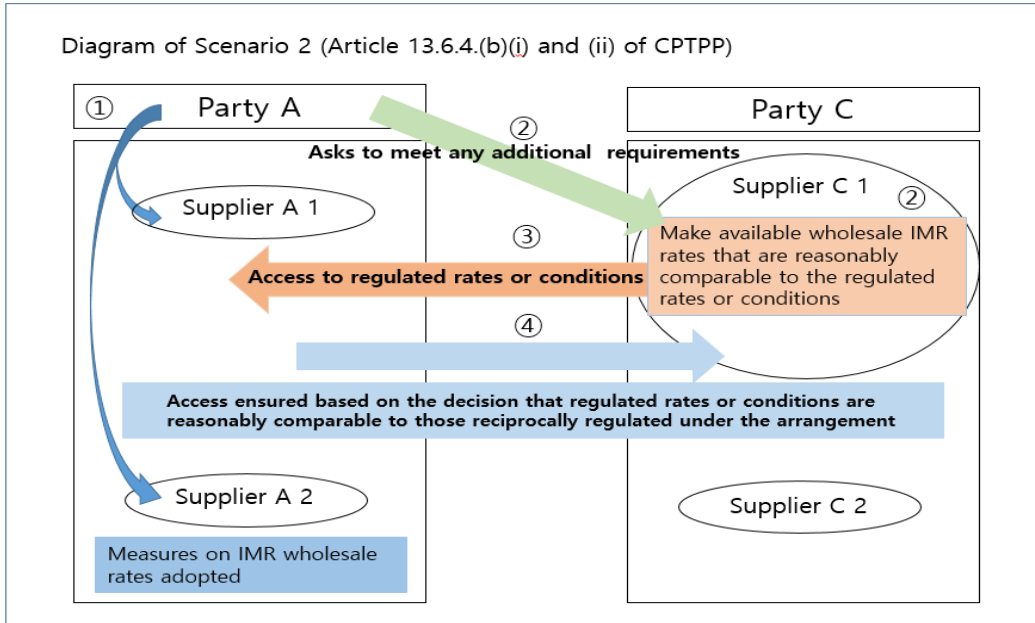 Diagram of Scenario 2 (Article 13.6.4.(b)(i) and (ii) of CPTPP)
① Party A
Party C
②
Asks to meet any additional requirements
Supplier A 1
Supplier C 1
②
Make available wholesale IMR
rates that are reasonably
comparable to the regulated
rates or conditions
③
Access to regulated rates or conditions
④
Access ensured based on the decision that regulated rates or conditions are
reasonably comparable to those reciprocally regulated under the arrangement
Supplier A 2
Supplier C 2
Measures on IMR wholesale
rates adopted